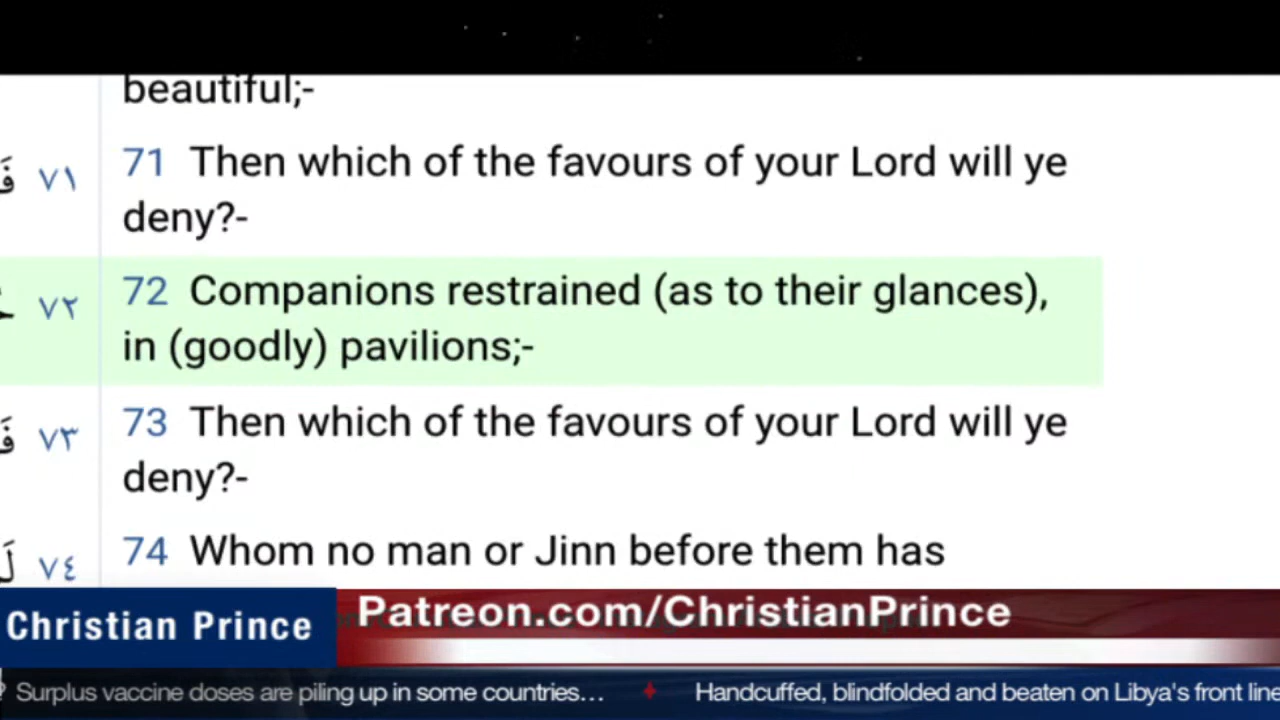 beautiful;-
٧١ 71 Then which of the favours of your Lord will ye
deny?-
٧٢ 72 Companions restrained (as to their glances),
in (goodly) pavilions;-
٧٣ 73 Then which of the favours of your Lord will ye
deny?-
٧٤ 74 Whom no man or Jinn before them has
Christian Prince
Patreon.com/ChristianPrince
? Surplus vaccine doses are piling up in some countries... Handcuffed, blindfolded and beaten on Libya's front line